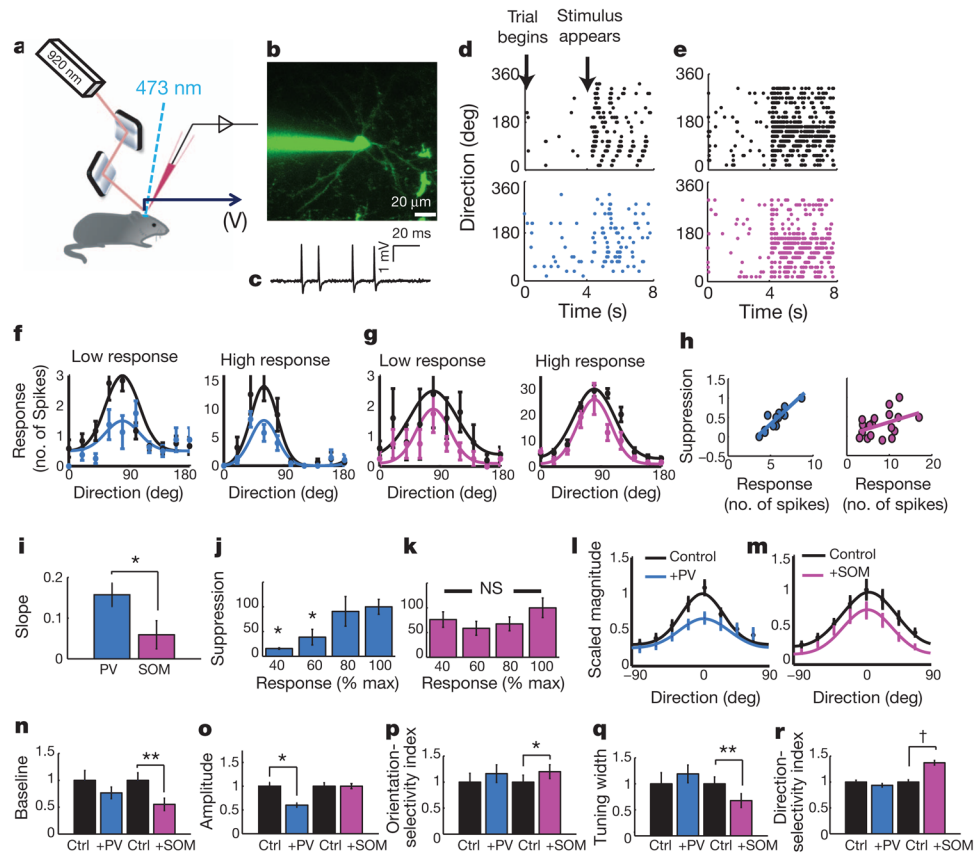 a
920 nm
473 nm
(V)
b
20 μm
c
1 mV
20 ms
Trial begins
Stimulus appears
d
360
180
0
360
180
0
Direction (deg)
0 4 8
Time (s)
e
360
180
0
360
180
0
0 4 8
Time (s)
f
Low response
High response
Response
(no. of Spikes)
3
2
1
0
0 90 180
Direction (deg)
15
10
5
0
0 90 180
Direction (deg)
g
Low response
High response
3
2
1
0
0 90 180
Direction (deg)
30
20
10
0
0 90 180
Direction (deg)
h
Suppression
1.5
1
0.5
0
−0.5
0 5 10
Response
(no. of spikes)
0 10 20
Response
(no. of spikes)
i
Slope
0.2
0.1
0
*
PV SOM
j
Suppression
100
50
0
*
*
40 60 80 100
Response (% max)
k
NS
100
50
0
40 60 80 100
Response (% max)
l
Scaled magnitude
1.5
1
0.5
0
Control
+PV
−90 0 90
Direction (deg)
m
1.5
1
0.5
0
Control
+SOM
−90 0 90
Direction (deg)
n
Baseline
1.5
1
0.5
0
**
Ctrl +PV Ctrl +SOM
o
Amplitude
1.5
1
0.5
0
*
Ctrl +PV Ctrl +SOM
p
Orientation-
selectivity index
1.5
1
0.5
0
*
Ctrl +PV Ctrl +SOM
q
Tuning width
1.5
1
0.5
0
**
Ctrl +PV Ctrl +SOM
r
Direction-
selectivity index
1.5
1
0.5
0
†
Ctrl +PV Ctrl +SOM